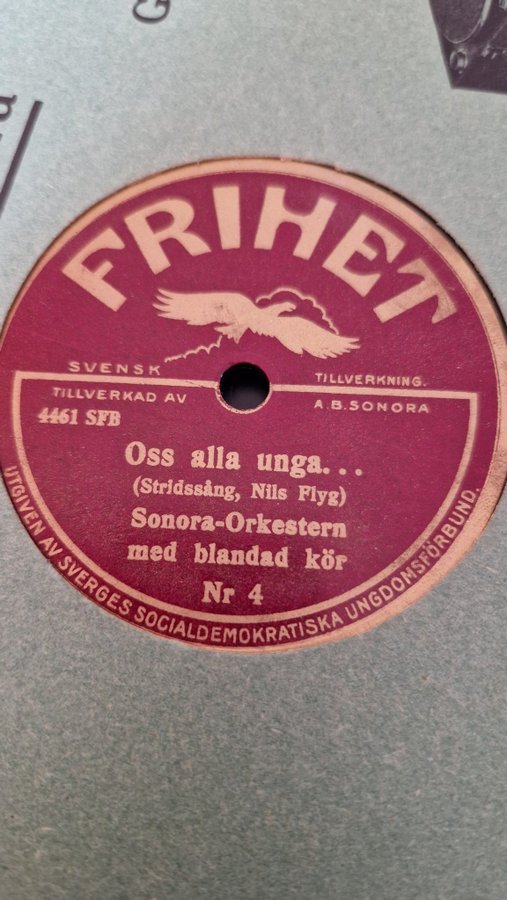 FRIHET
SVENSK TILLVERKNING.
TILLVERKAD AV A.B. SONORA
4461 SFB
Oss alla unga...
(Stridssång, Nils Flyg)
Sonora-Orkestern
med blandad kör
Nr 4
UTGIVEN AV SVERGES SOCIALDEMOKRATISKA UNGDOMSFÖRBUND.